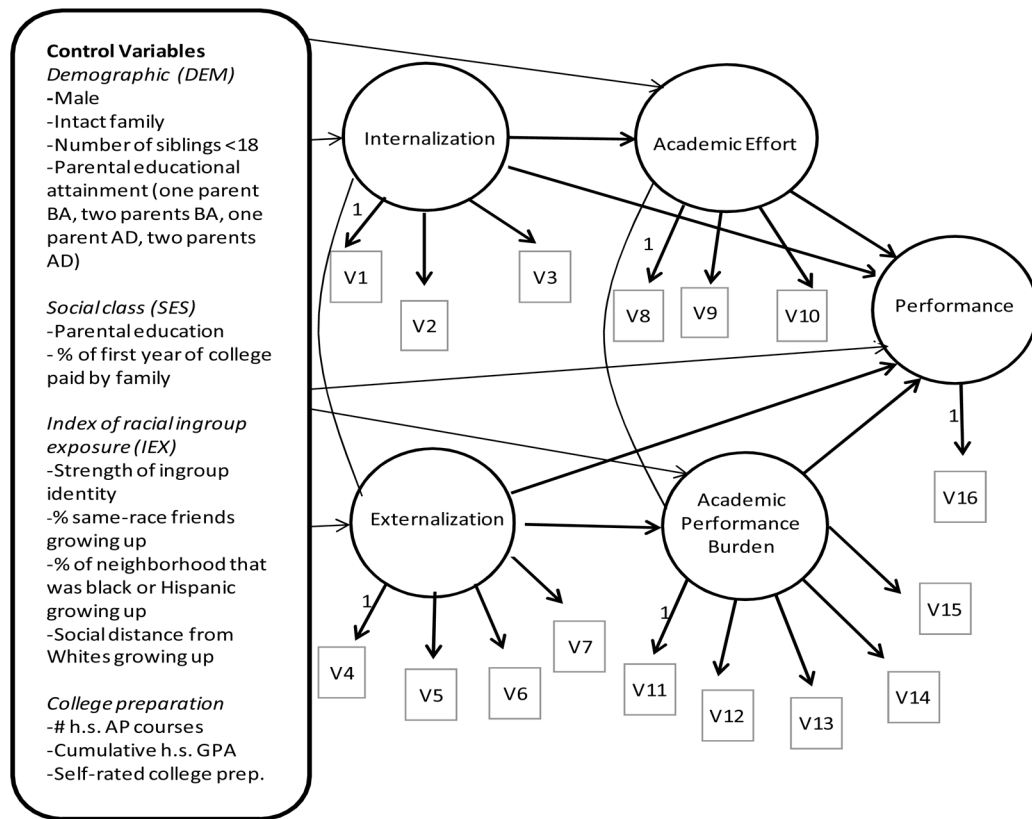 Control Variables
Demographic (DEM)
-Male
-Intact family
-Number of siblings <18
-Parental educational
attainment (one parent
BA, two parents BA, one
parent AD, two parents
AD)
Social class (SES)
-Parental education
- % of first year of college
paid by family
Index of racial ingroup
exposure (IEX)
-Strength of ingroup
identity
-% same-race friends
growing up
-% of neighborhood that
was black or Hispanic
growing up
-Social distance from
Whites growing up
College preparation
-# h.s. AP courses
-Cumulative h.s. GPA
-Self-rated college prep.
Internalization
1
V1
V2
V3
Academic Effort
1
V8
V9
V10
Performance
1
V16
Externalization
1
V4
V5
V6
V7
Academic
Performance
Burden
1
V11
V12
V13
V14
V15